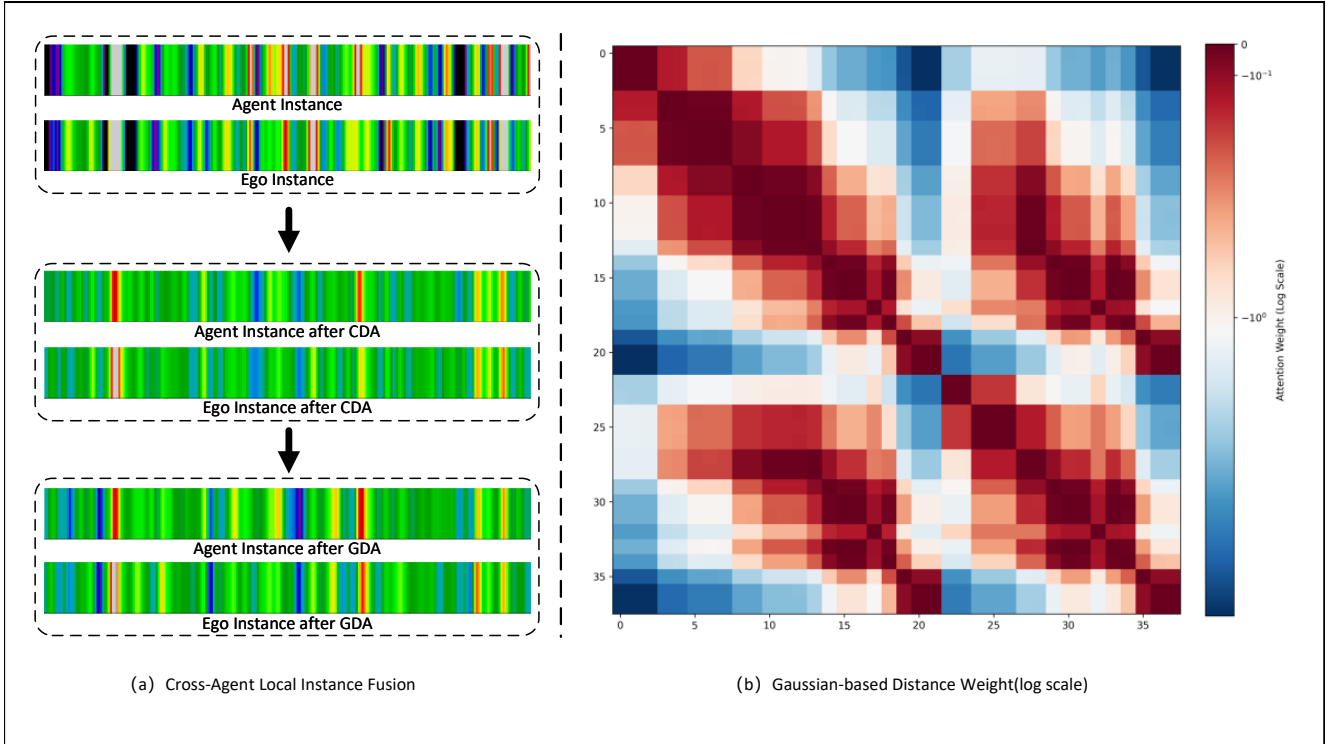 Agent Instance
Ego Instance
Agent Instance after CDA
Ego Instance after CDA
Agent Instance after GDA
Ego Instance after GDA
(a) Cross-Agent Local Instance Fusion
0
5
10
15
20
25
30
35
0 5 10 15 20 25 30 35
0
−10⁻¹
−10⁰
Attention Weight (Log Scale)
(b) Gaussian-based Distance Weight(log scale)